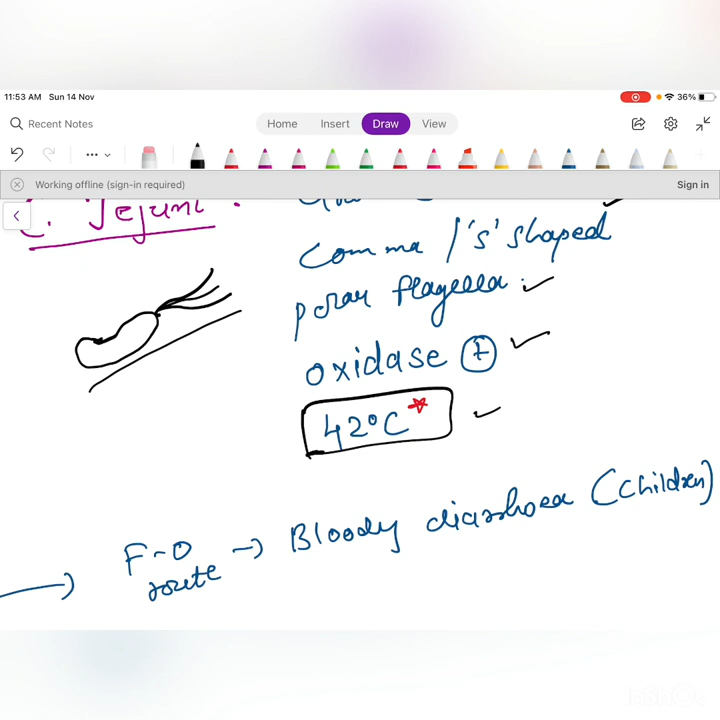 11:53 AM Sun 14 Nov
36%
Recent Notes
Home
Insert
Draw
View
Working offline (sign-in required)
Sign in
C. Jejuni.
Comma / 's' shaped
polar flagella.
oxidase +
42°C
F-O → Bloody diarrhoea (children)
route
InShOt